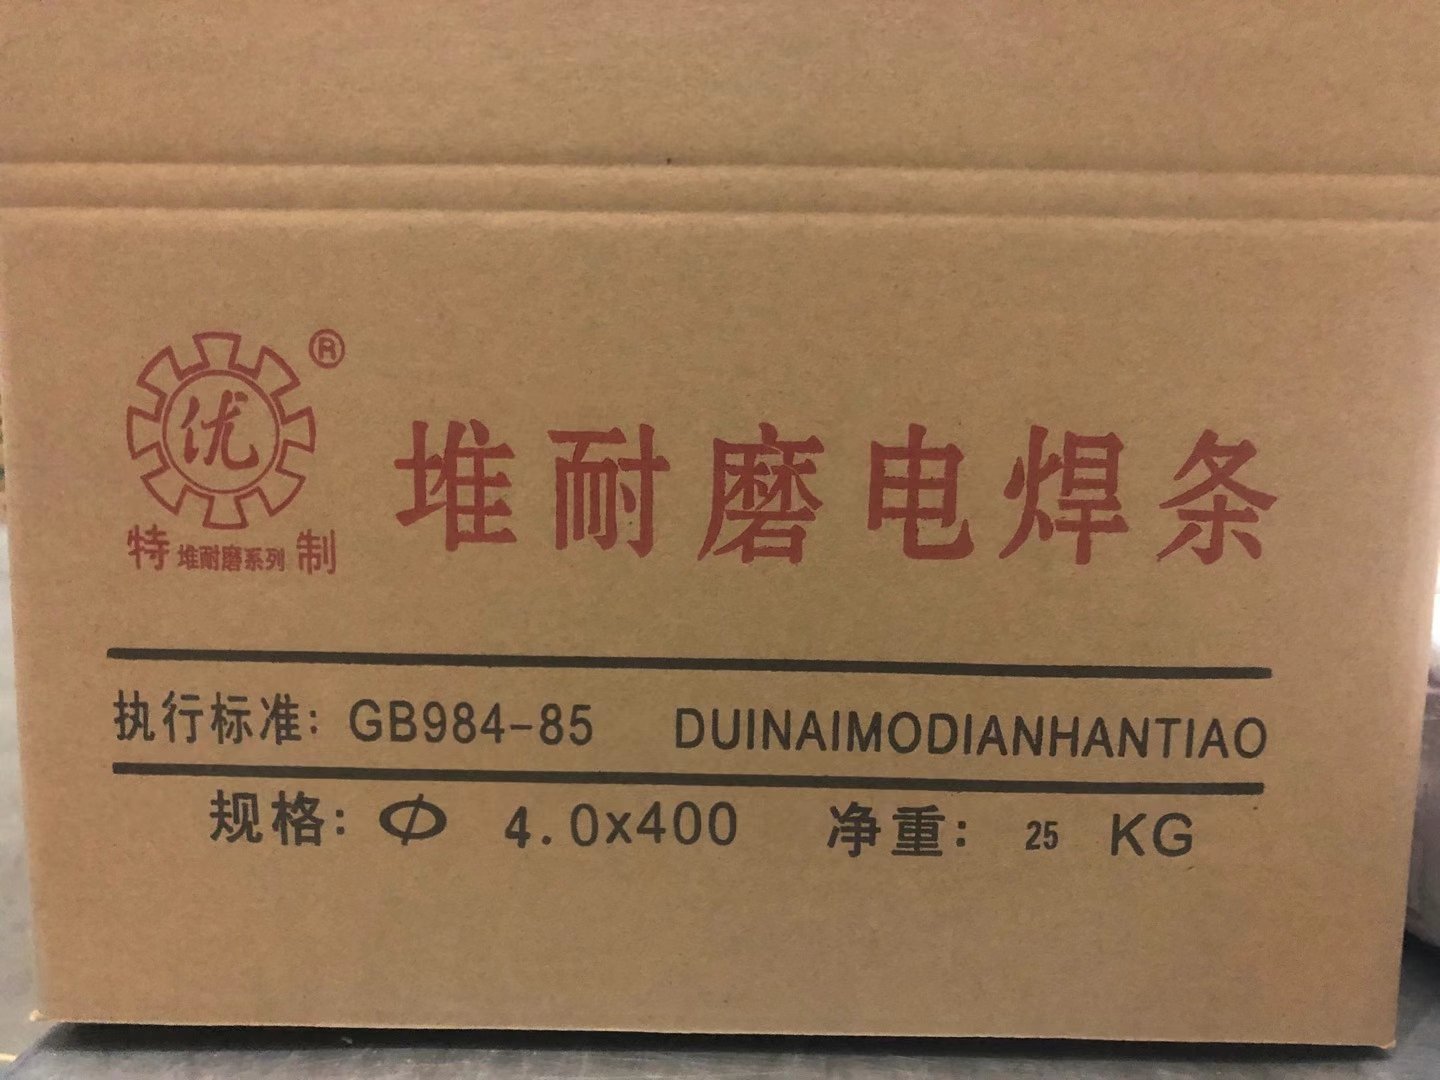 优®
特 堆耐磨系列 制
堆耐磨电焊条
执行标准: GB984-85 DUINAIMODIANHANTIAO
规格: Φ 4.0x400 净重: 25 KG